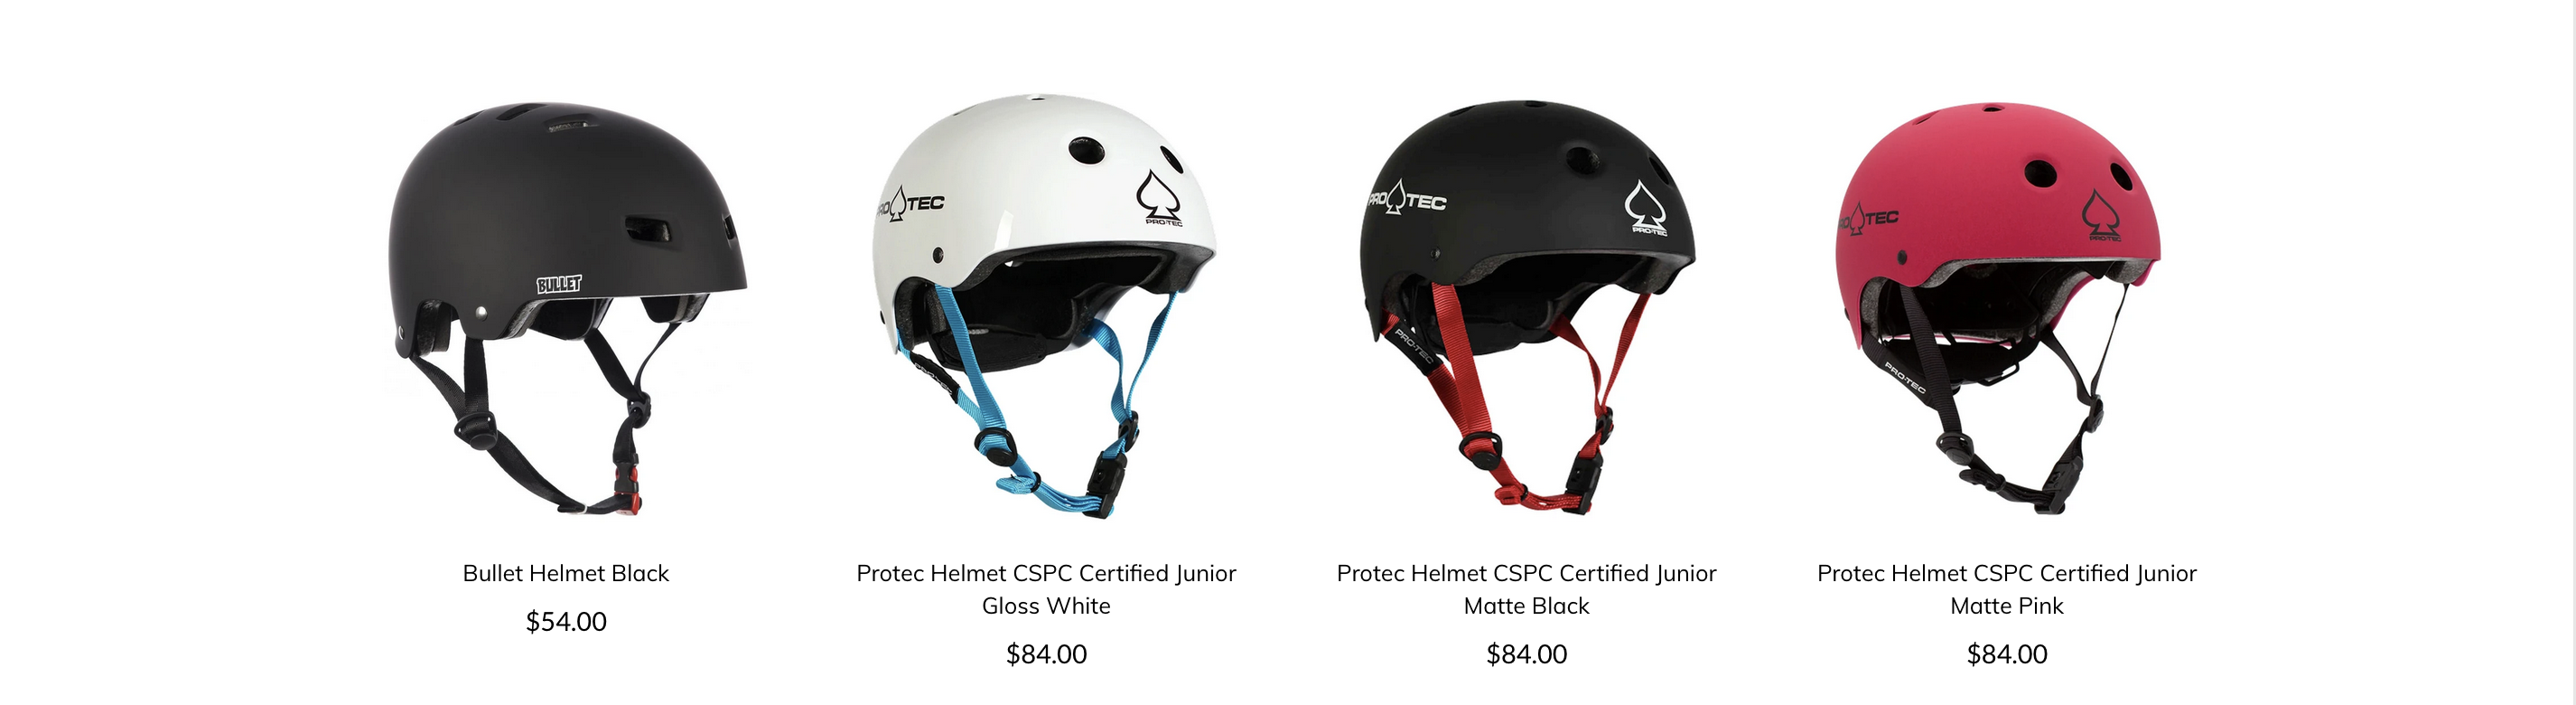 BULLET
Bullet Helmet Black
$54.00
PRO TEC
PRO-TEC
Protec Helmet CSPC Certified Junior
Gloss White
$84.00
PRO TEC
PRO-TEC
PRO-TEC
Protec Helmet CSPC Certified Junior
Matte Black
$84.00
PRO TEC
PRO-TEC
PRO-TEC
Protec Helmet CSPC Certified Junior
Matte Pink
$84.00